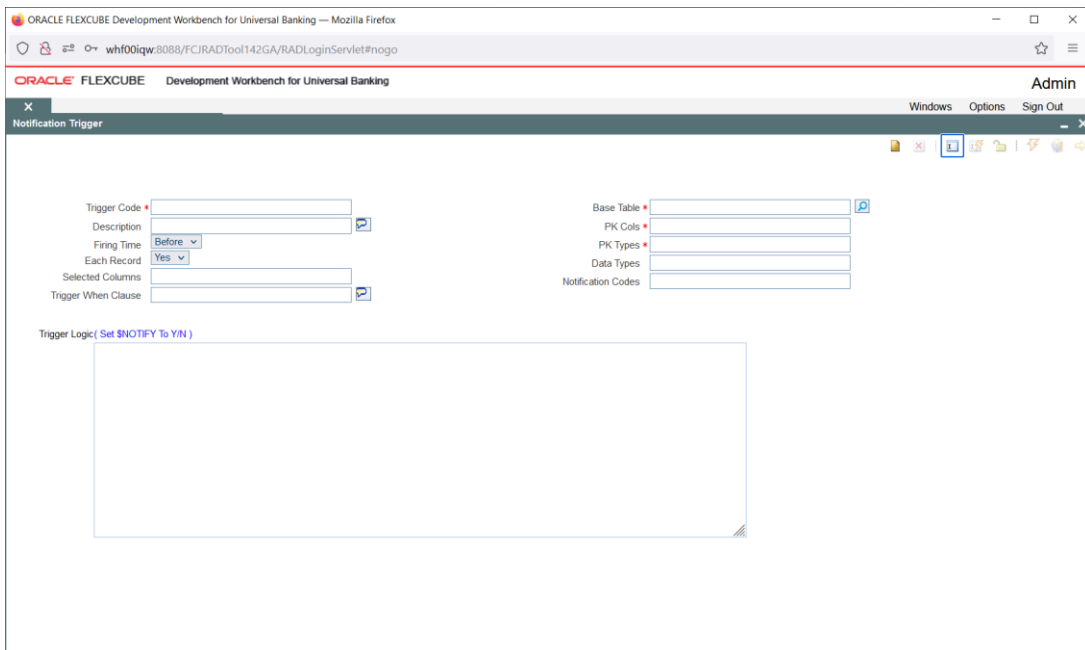 ORACLE FLEXCUBE Development Workbench for Universal Banking — Mozilla Firefox
whf00iqw:8088/FCJRADTool142GA/RADLoginServlet#nogo
ORACLE FLEXCUBE Development Workbench for Universal Banking
Admin
Windows Options Sign Out
Notification Trigger
Trigger Code *
Description
Firing Time Before
Each Record Yes
Selected Columns
Trigger When Clause
Base Table *
PK Cols *
PK Types *
Data Types
Notification Codes
Trigger Logic( Set $NOTIFY To Y/N )